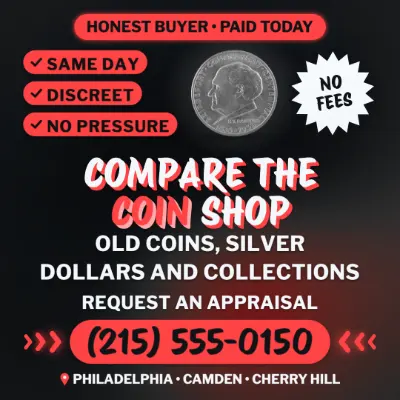 HONEST BUYER • PAID TODAY
✓ SAME DAY
✓ DISCREET
✓ NO PRESSURE
NO
FEES
COMPARE THE
COIN SHOP
OLD COINS, SILVER
DOLLARS AND COLLECTIONS
REQUEST AN APPRAISAL
(215) 555-0150
PHILADELPHIA • CAMDEN • CHERRY HILL